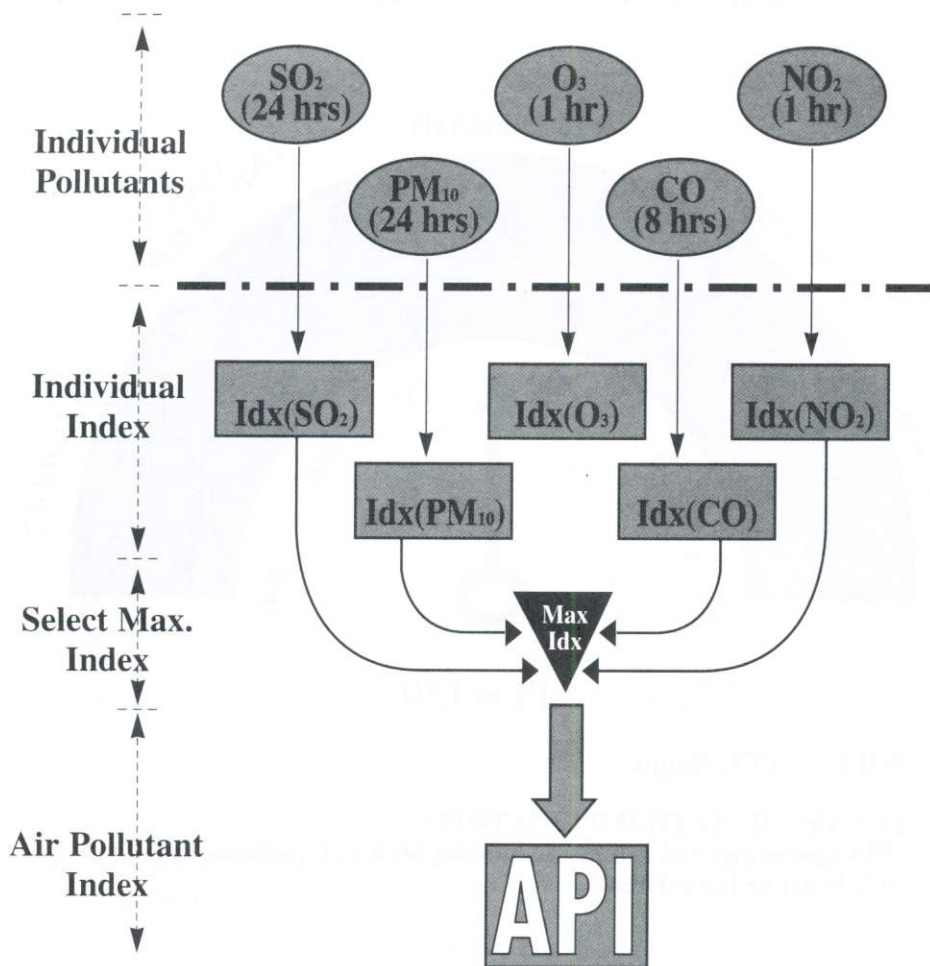 SO₂
(24 hrs)
O₃
(1 hr)
NO₂
(1 hr)
Individual
Pollutants
PM₁₀
(24 hrs)
CO
(8 hrs)
Individual
Index
Idx(SO₂)
Idx(O₃)
Idx(NO₂)
Idx(PM₁₀)
Idx(CO)
Select Max.
Index
Max
Idx
Air Pollutant
Index
API